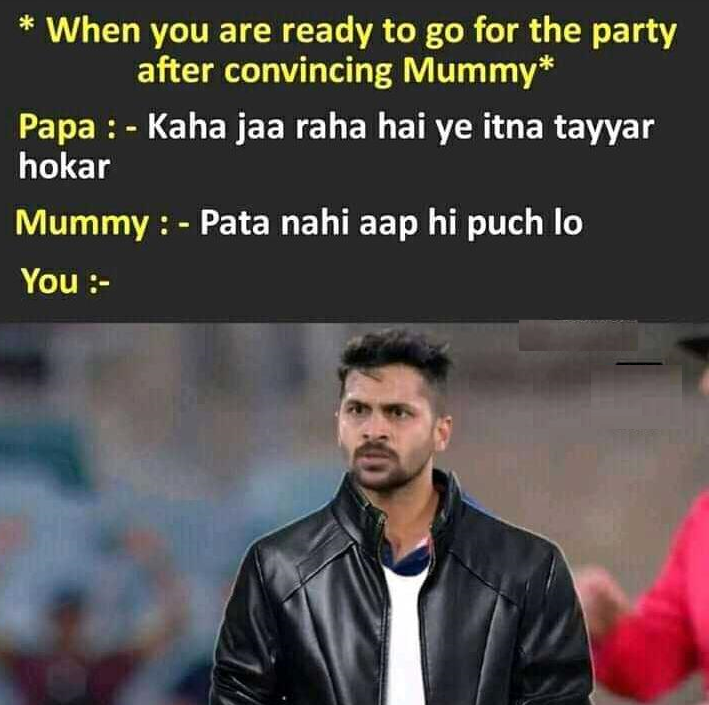 * When you are ready to go for the party
after convincing Mummy*
Papa : - Kaha jaa raha hai ye itna tayyar
hokar
Mummy : - Pata nahi aap hi puch lo
You :-